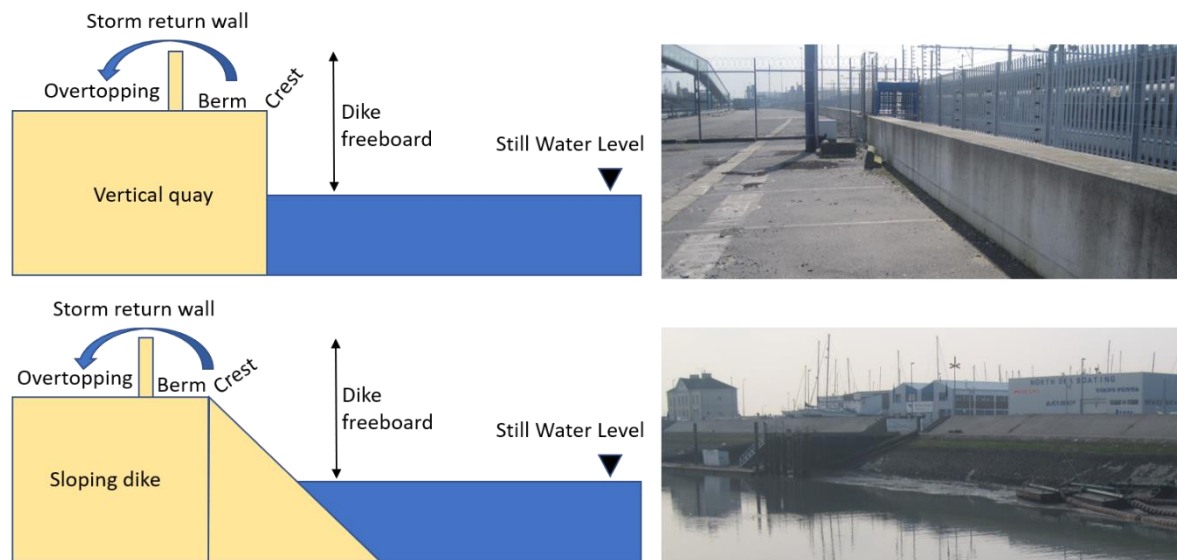 Storm return wall
Overtopping
Berm
Crest
Dike
freeboard
Still Water Level
Vertical quay
Storm return wall
Overtopping
Berm
Crest
Dike
freeboard
Still Water Level
Sloping dike
NORTH SEA BOATING